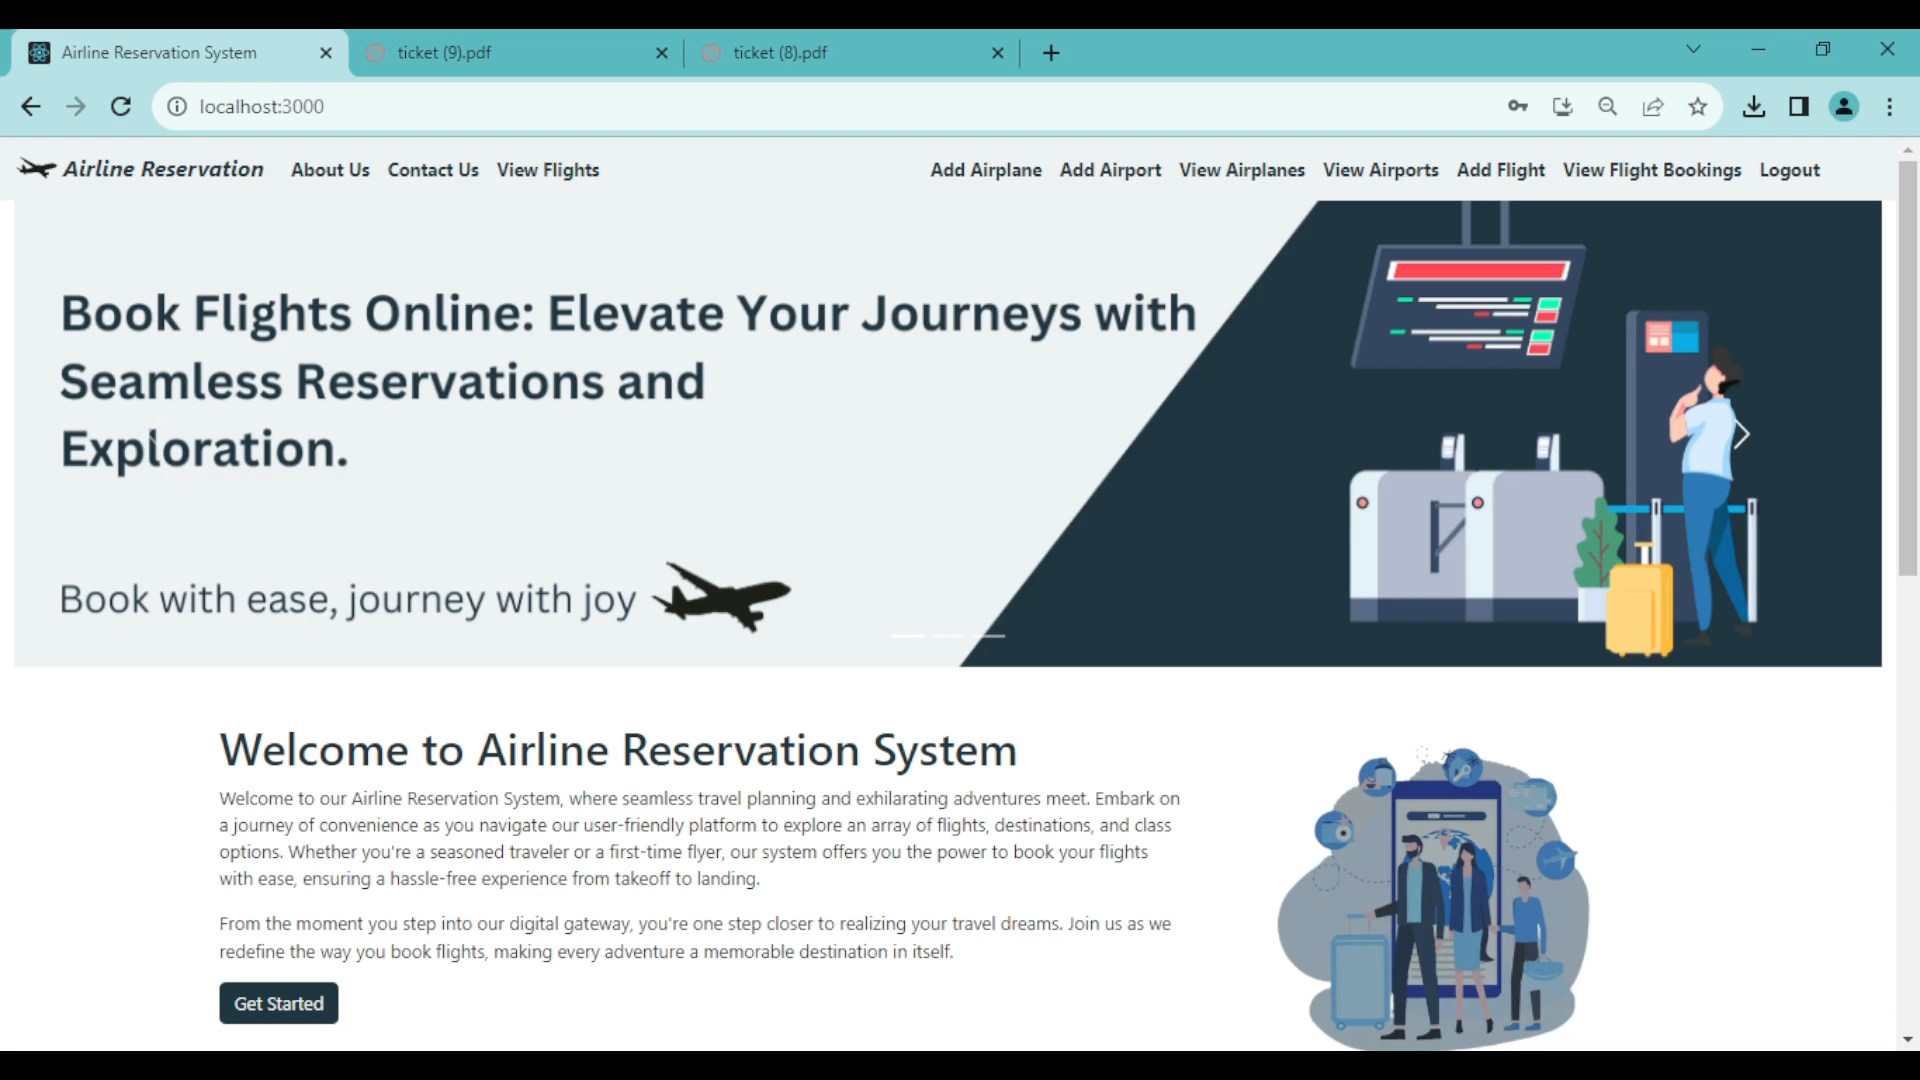 Airline Reservation System
ticket (9).pdf
ticket (8).pdf
localhost:3000
Airline Reservation
About Us
Contact Us
View Flights
Add Airplane
Add Airport
View Airplanes
View Airports
Add Flight
View Flight Bookings
Logout
Book Flights Online: Elevate Your Journeys with
Seamless Reservations and
Exploration.
Book with ease, journey with joy
Welcome to Airline Reservation System
Welcome to our Airline Reservation System, where seamless travel planning and exhilarating adventures meet. Embark on
a journey of convenience as you navigate our user-friendly platform to explore an array of flights, destinations, and class
options. Whether you're a seasoned traveler or a first-time flyer, our system offers you the power to book your flights
with ease, ensuring a hassle-free experience from takeoff to landing.
From the moment you step into our digital gateway, you're one step closer to realizing your travel dreams. Join us as we
redefine the way you book flights, making every adventure a memorable destination in itself.
Get Started